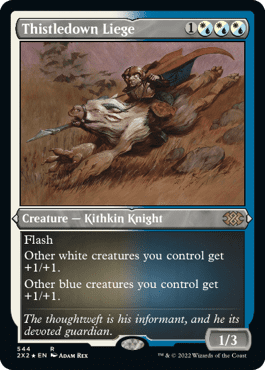 Thistledown Liege 1
Creature — Kithkin Knight
Flash
Other white creatures you control get
+1/+1.
Other blue creatures you control get
+1/+1.
The thoughtweft is his informant, and he its
devoted guardian.
1/3
544 R
2X2 ★ EN ADAM REX
™ & © 2022 Wizards of the Coast